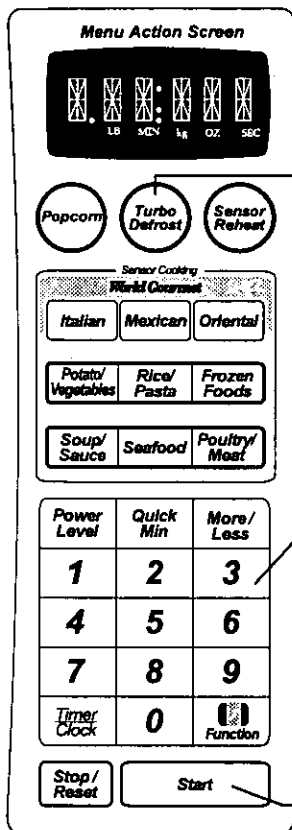 Menu Action Screen
LB MIN kg OZ SEC
Popcorn Turbo Defrost Sensor Reheat
Sensor Cooking
World Gourmet
Italian Mexican Oriental
Potato/ Vegetables Rice/ Pasta Frozen Foods
Soup/ Sauce Seafood Poultry/ Meat
Power Level Quick Min More/ Less
1 2 3
4 5 6
7 8 9
Timer Clock 0 Function
Stop/ Reset Start